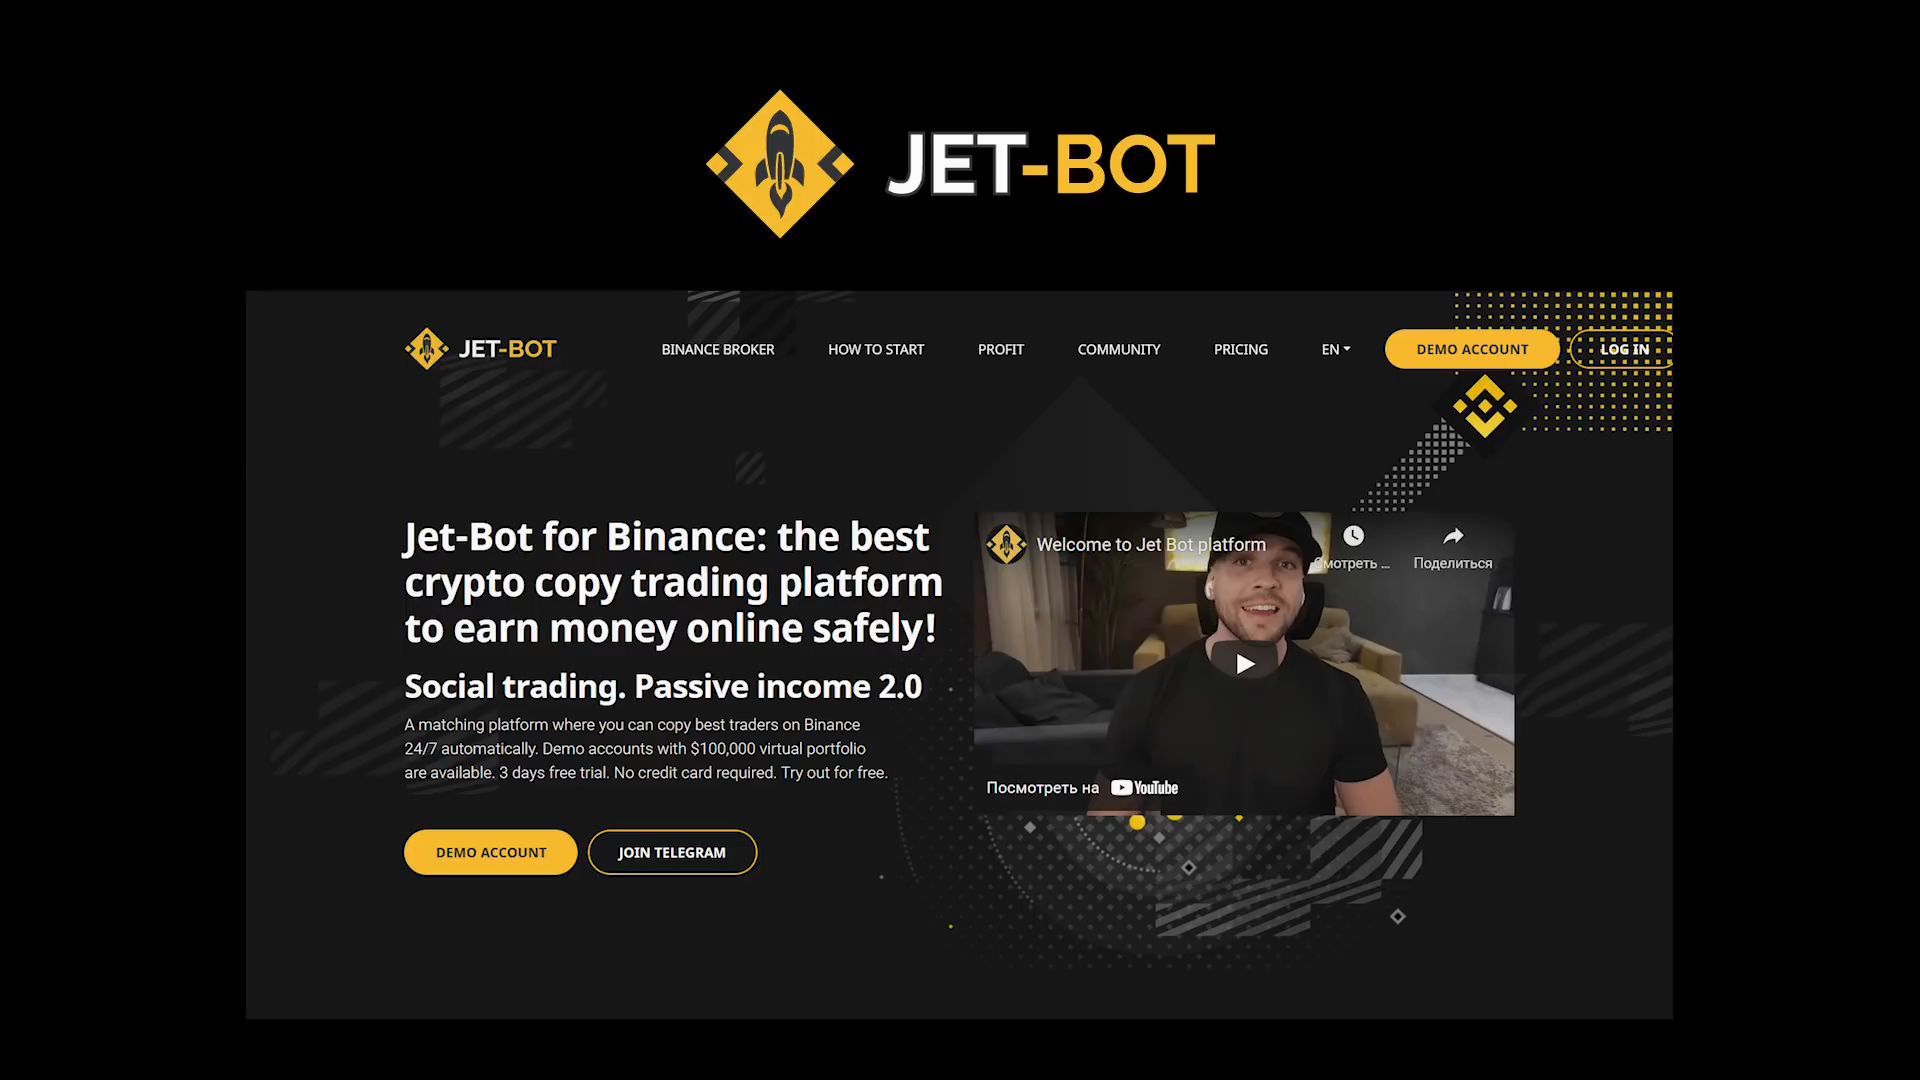 JET-BOT
JET-BOT
BINANCE BROKER
HOW TO START
PROFIT
COMMUNITY
PRICING
EN
DEMO ACCOUNT
LOG IN
Jet-Bot for Binance: the best
crypto copy trading platform
to earn money online safely!
Social trading. Passive income 2.0
A matching platform where you can copy best traders on Binance
24/7 automatically. Demo accounts with $100,000 virtual portfolio
are available. 3 days free trial. No credit card required. Try out for free.
DEMO ACCOUNT
JOIN TELEGRAM
Welcome to Jet Bot platform
Смотреть ...
Поделиться
Посмотреть на YouTube